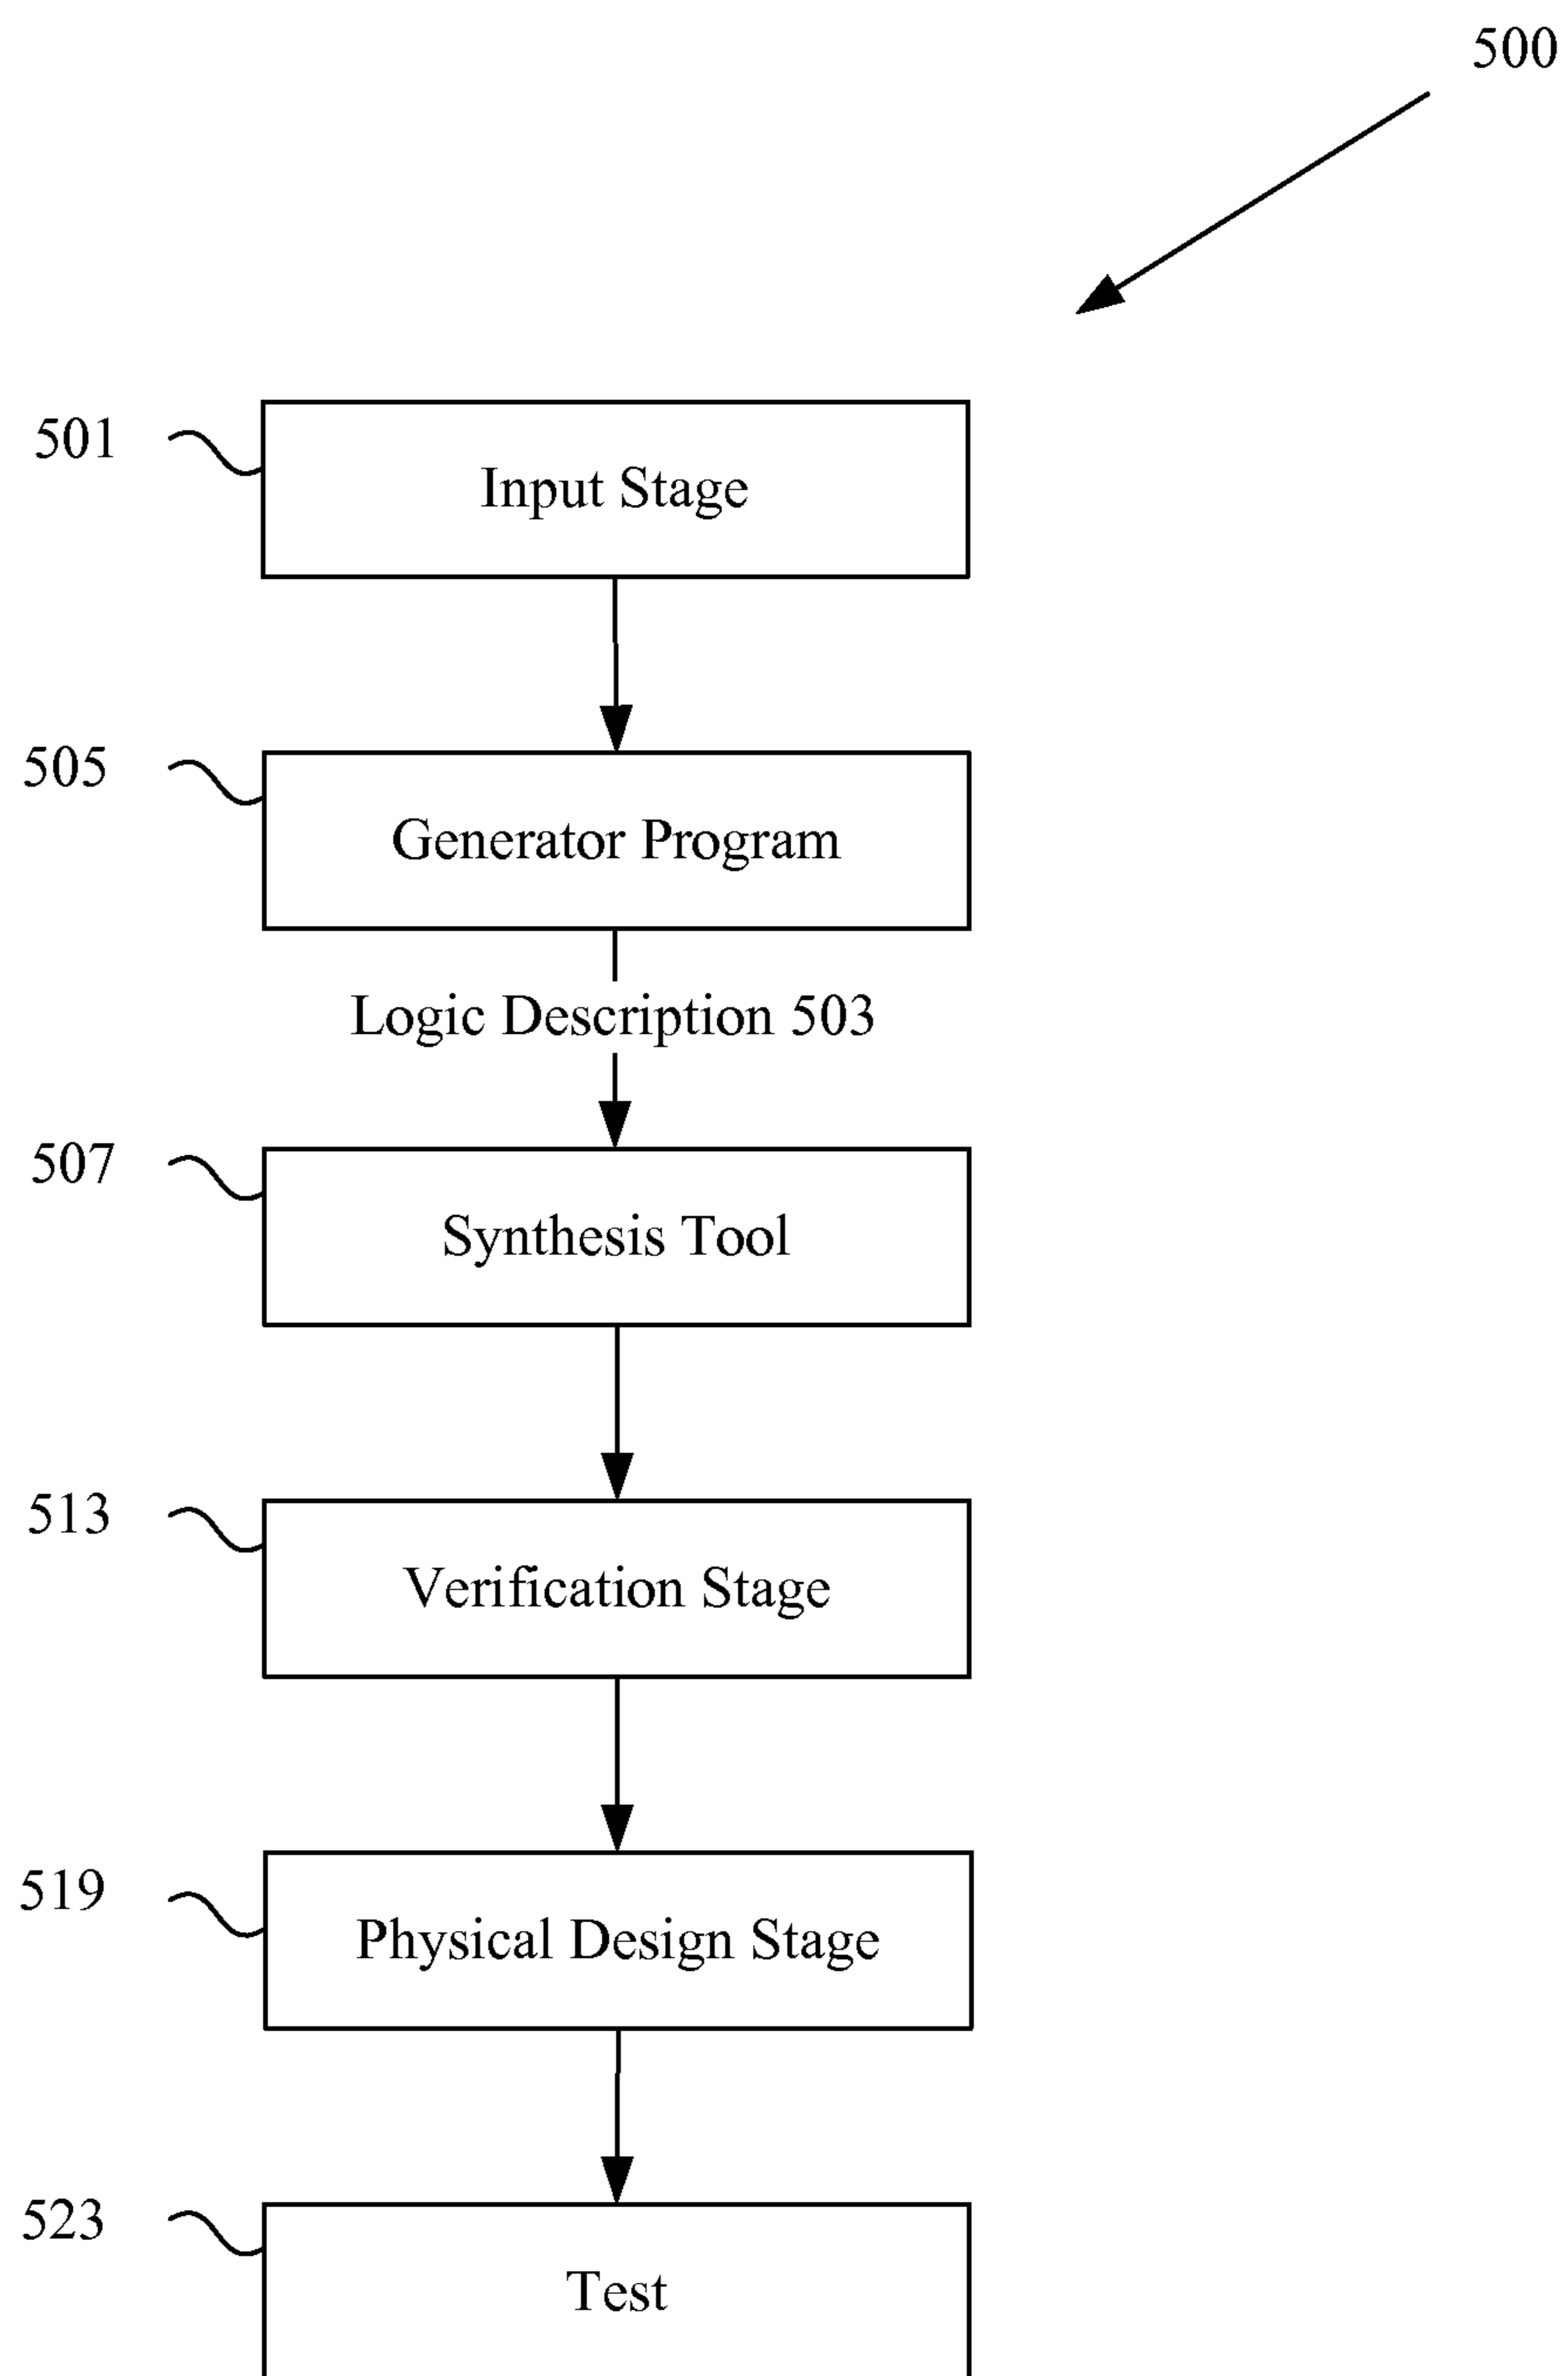 500
501
Input Stage
505
Generator Program
Logic Description 503
507
Synthesis Tool
513
Verification Stage
519
Physical Design Stage
523
Test